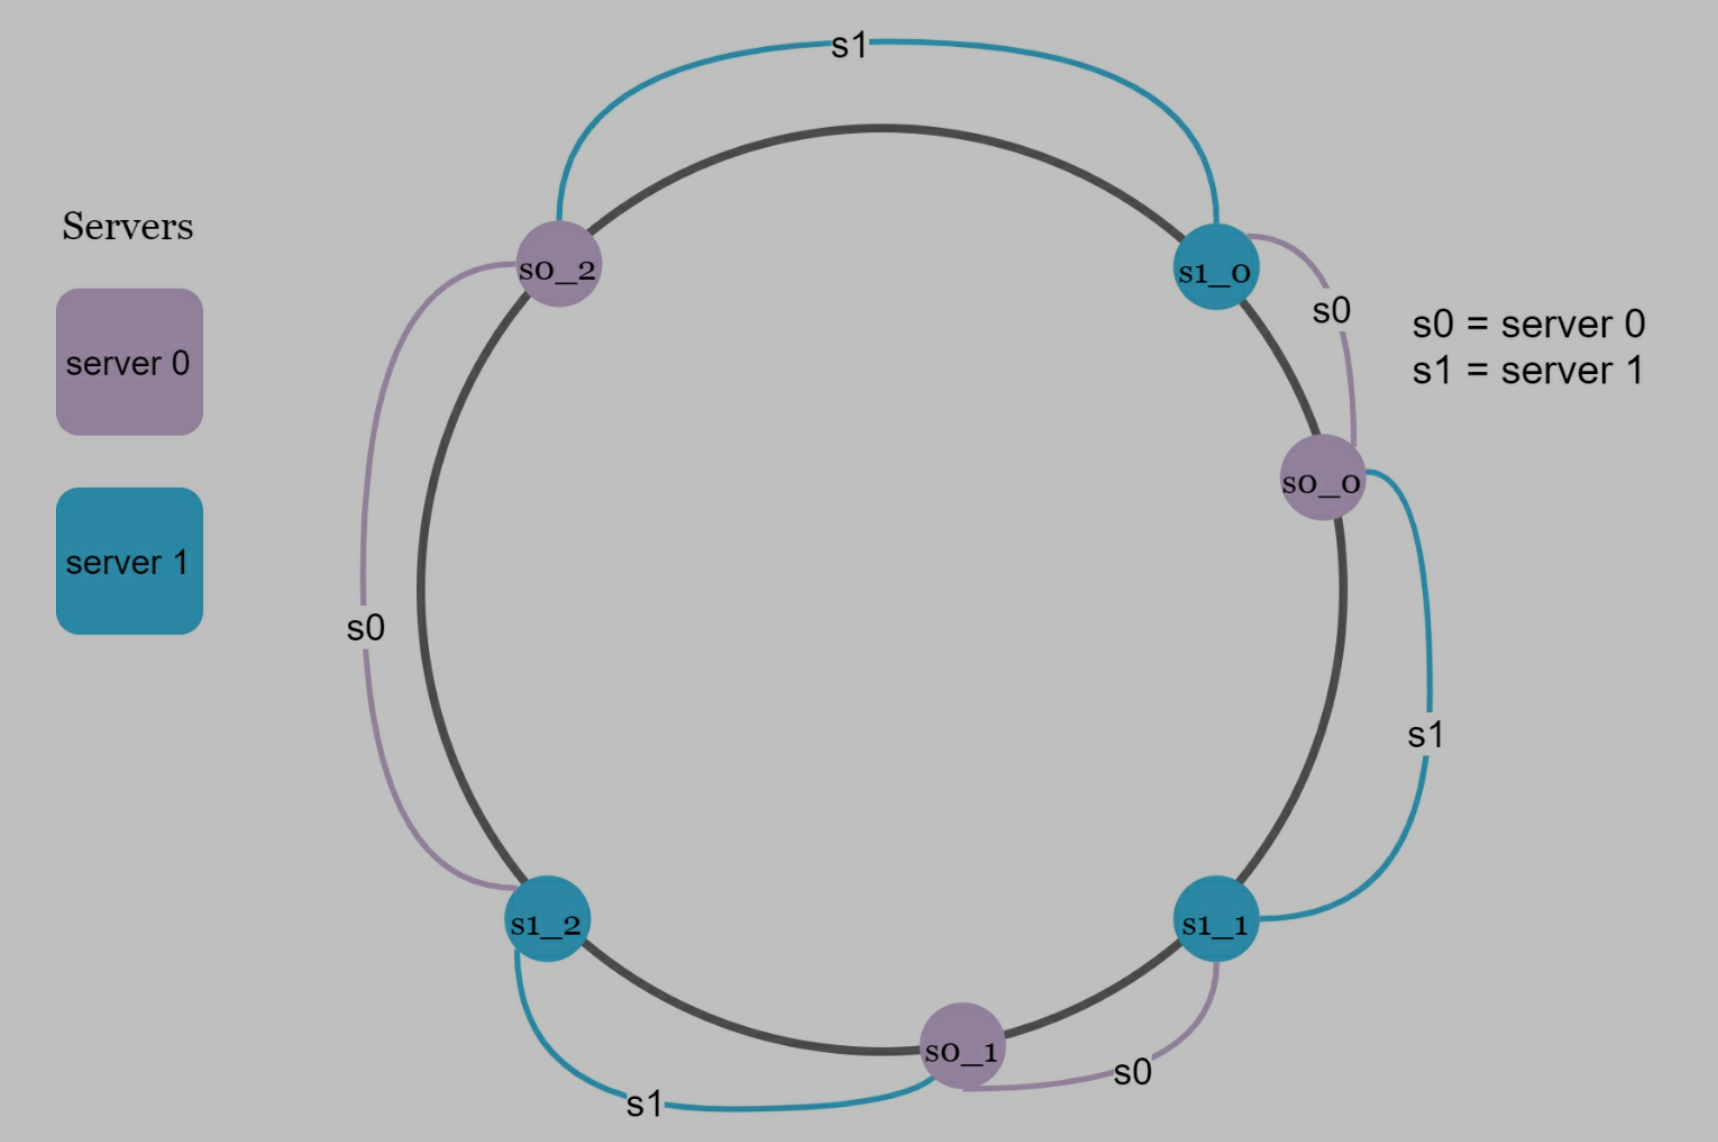 s1
Servers
s0_2
s1_0
s0
s0 = server 0
server 0
s1 = server 1
s0_0
server 1
s0
s1
s1_2
s1_1
s0_1
s0
s1